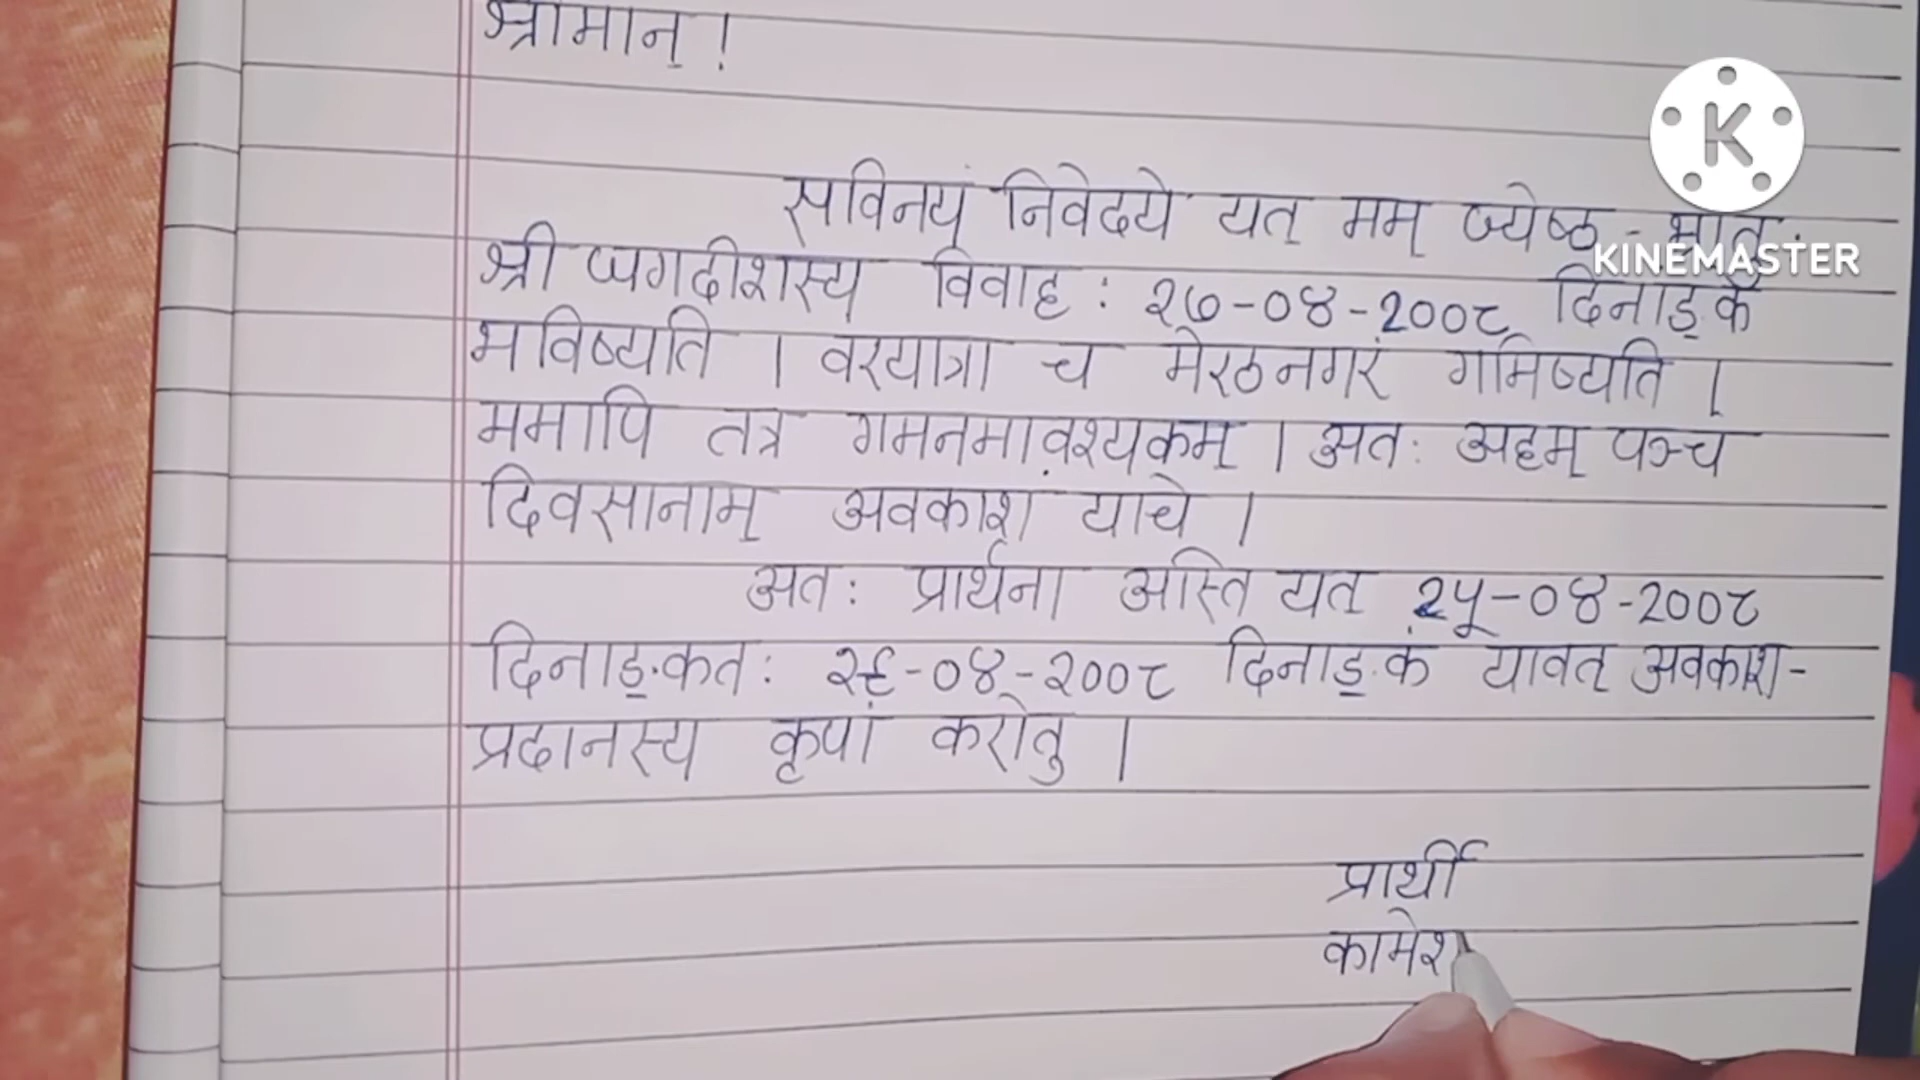 श्रीमान् !
सविनयं निवेदये यत् मम् ज्येष्ठ - भ्रातुः
श्री जगदीशस्य विवाह : २७-०४-२००८ दिनाड्.के
भविष्यति । वरयात्रा च मेरठनगरं गमिष्यति ।
ममापि तत्र गमनमावश्यकम् । अतः अहम् पञ्च
दिवसानाम् अवकाशं याचे ।
अतः प्रार्थना अस्ति यत् २५-०४-२००८
दिनाड्.कतः २९-०४-२००८ दिनाड्.कं यावत् अवकाश-
प्रदानस्य कृपां करोतु ।
प्रार्थी
कामेश
K
KINEMASTER